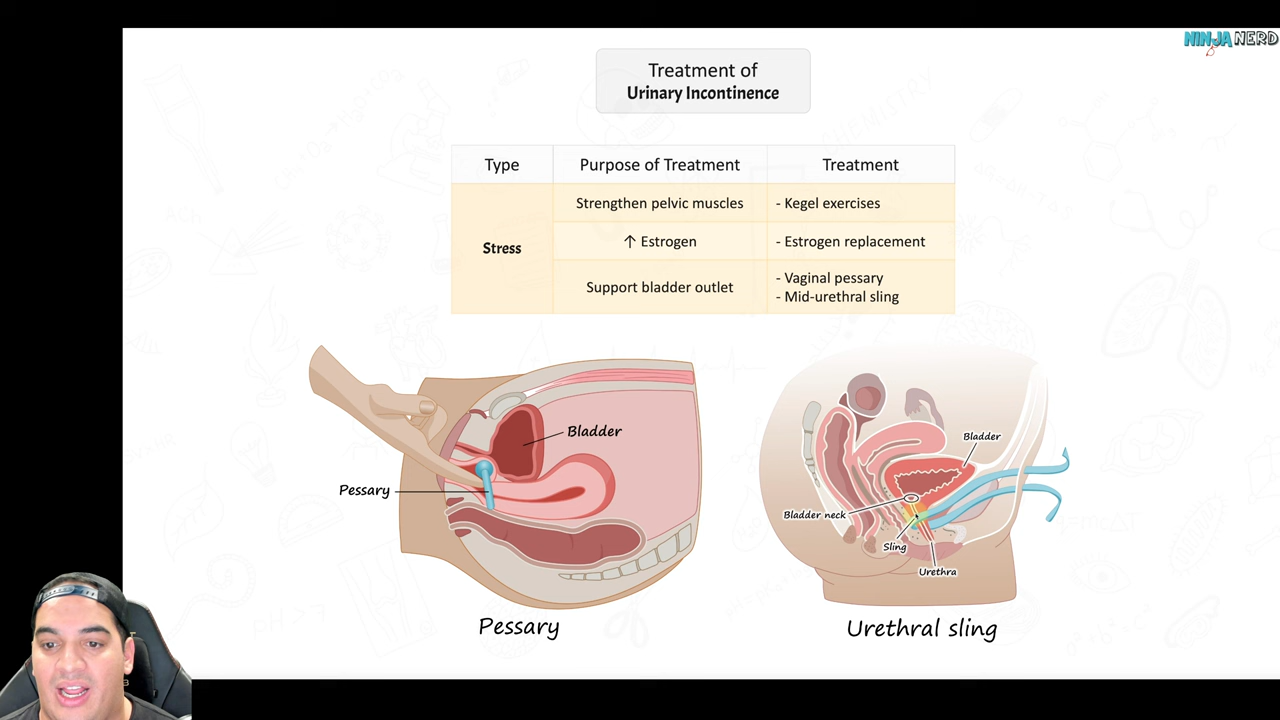 NINJA NERD
Treatment of
Urinary Incontinence
Type
Purpose of Treatment
Treatment
Stress
Strengthen pelvic muscles
- Kegel exercises
↑ Estrogen
- Estrogen replacement
Support bladder outlet
- Vaginal pessary
- Mid-urethral sling
Bladder
Pessary
Pessary
Bladder
Bladder neck
Sling
Urethra
Urethral sling